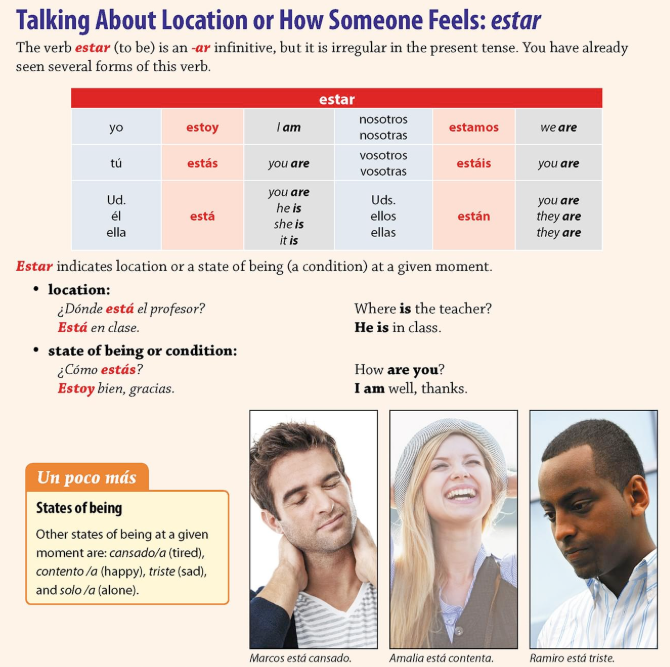 Talking About Location or How Someone Feels: estar
The verb estar (to be) is an -ar infinitive, but it is irregular in the present tense. You have already
seen several forms of this verb.
estar
yo estoy I am nosotros nosotras estamos we are
tú estás you are vosotros vosotras estáis you are
Ud. él ella está you are he is she is it is Uds. ellos ellas están you are they are they are
Estar indicates location or a state of being (a condition) at a given moment.
• location:
¿Dónde está el profesor? Where is the teacher?
Está en clase. He is in class.
• state of being or condition:
¿Cómo estás? How are you?
Estoy bien, gracias. I am well, thanks.
Un poco más
States of being
Other states of being at a given
moment are: cansado/a (tired),
contento /a (happy), triste (sad),
and solo /a (alone).
Marcos está cansado.
Amalia está contenta.
Ramiro está triste.